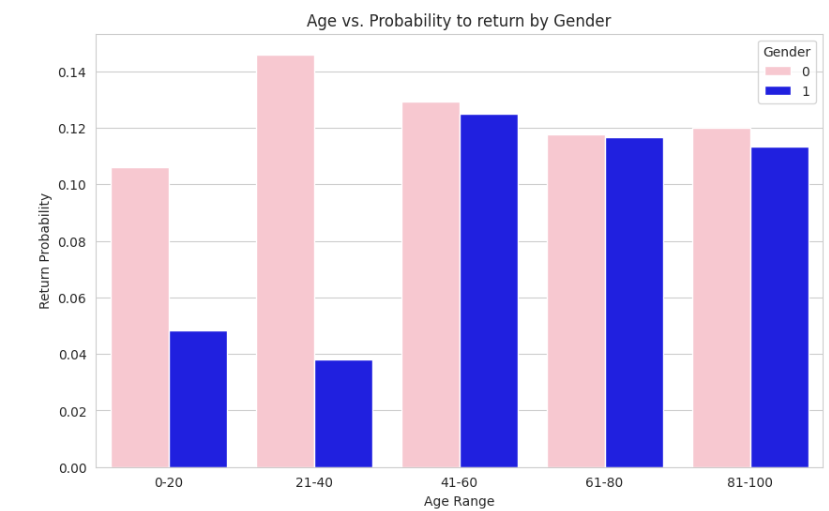 Age vs. Probability to return by Gender
Gender
0
1
Return Probability
0.14
0.12
0.10
0.08
0.06
0.04
0.02
0.00
0-20 21-40 41-60 61-80 81-100
Age Range